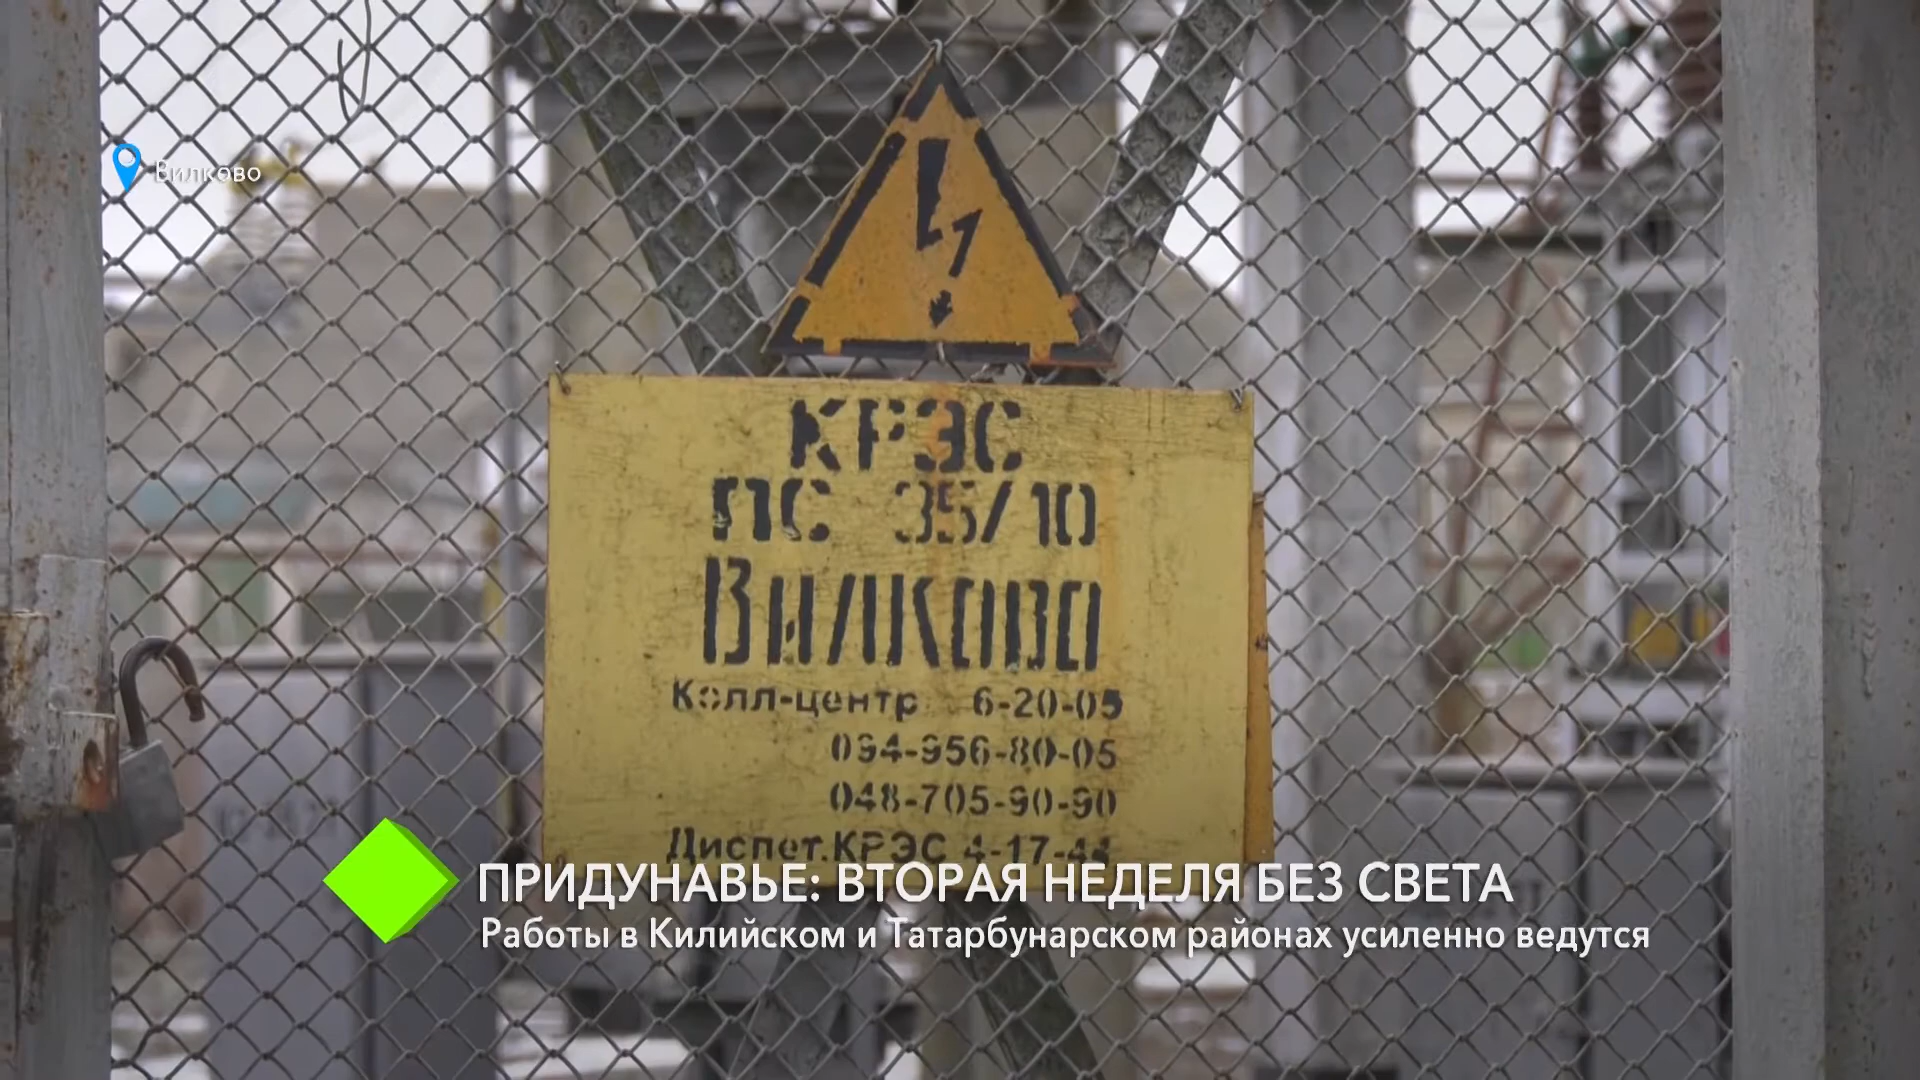 Вилково
КРЭС
ПС 35/10
Вилково
Колл-центр 6-20-05
094-956-80-05
048-705-90-90
Диспет.КРЭС 4-17-44
ПРИДУНАВЬЕ: ВТОРАЯ НЕДЕЛЯ БЕЗ СВЕТА
Работы в Килийском и Татарбунарском районах усиленно ведутся